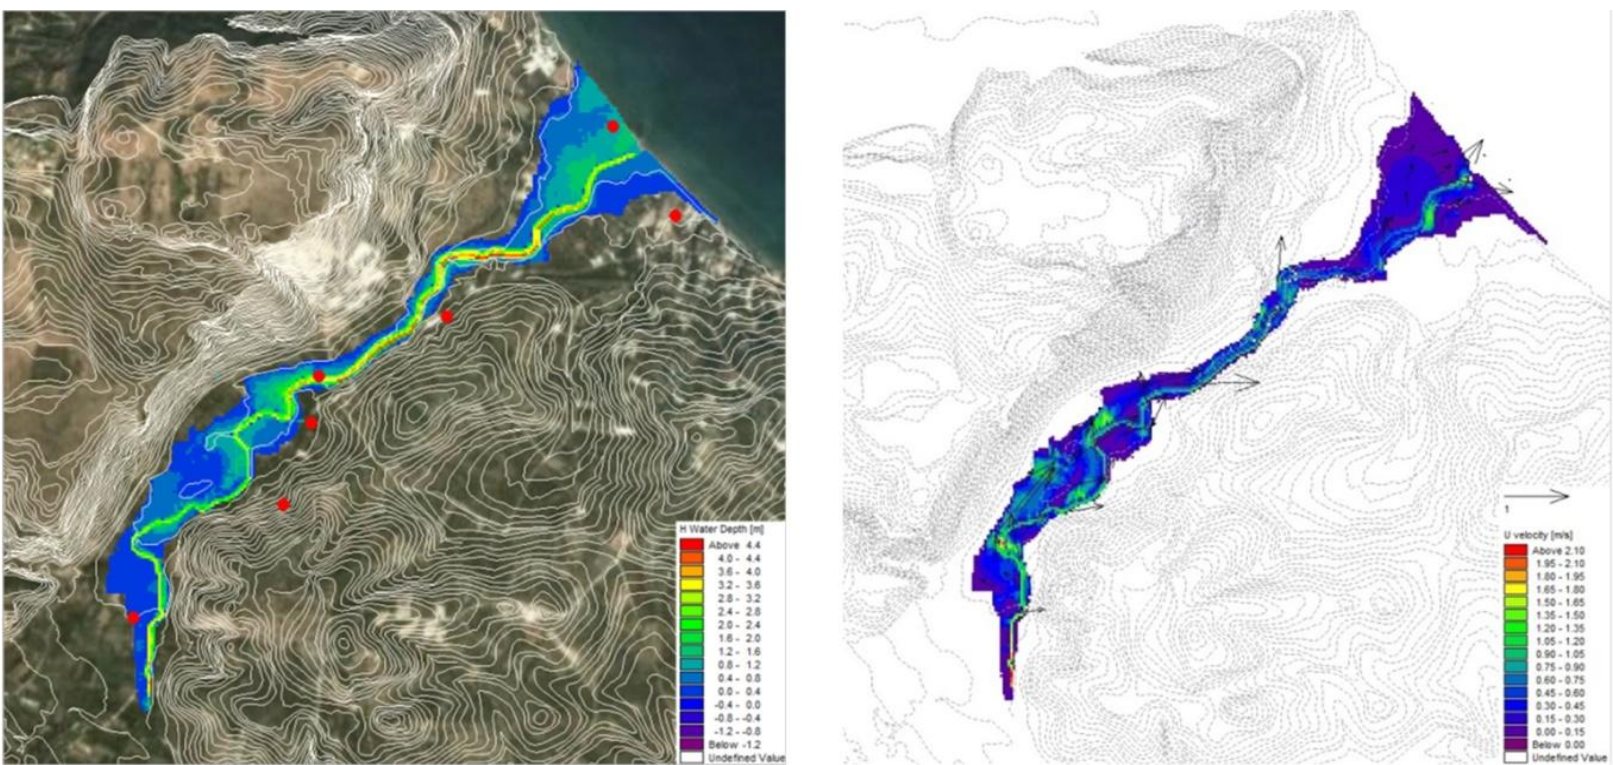 H Water Depth [m]
Above 4.4
4.0 - 4.4
3.6 - 4.0
3.2 - 3.6
2.8 - 3.2
2.4 - 2.8
2.0 - 2.4
1.6 - 2.0
1.2 - 1.6
0.8 - 1.2
0.4 - 0.8
0.0 - 0.4
-0.4 - 0.0
-0.8 - -0.4
-1.2 - -0.8
Below -1.2
Undefined Value
1
U velocity [m/s]
Above 2.10
1.95 - 2.10
1.80 - 1.95
1.65 - 1.80
1.50 - 1.65
1.35 - 1.50
1.20 - 1.35
1.05 - 1.20
0.90 - 1.05
0.75 - 0.90
0.60 - 0.75
0.45 - 0.60
0.30 - 0.45
0.15 - 0.30
0.00 - 0.15
Below 0.00
Undefined Value